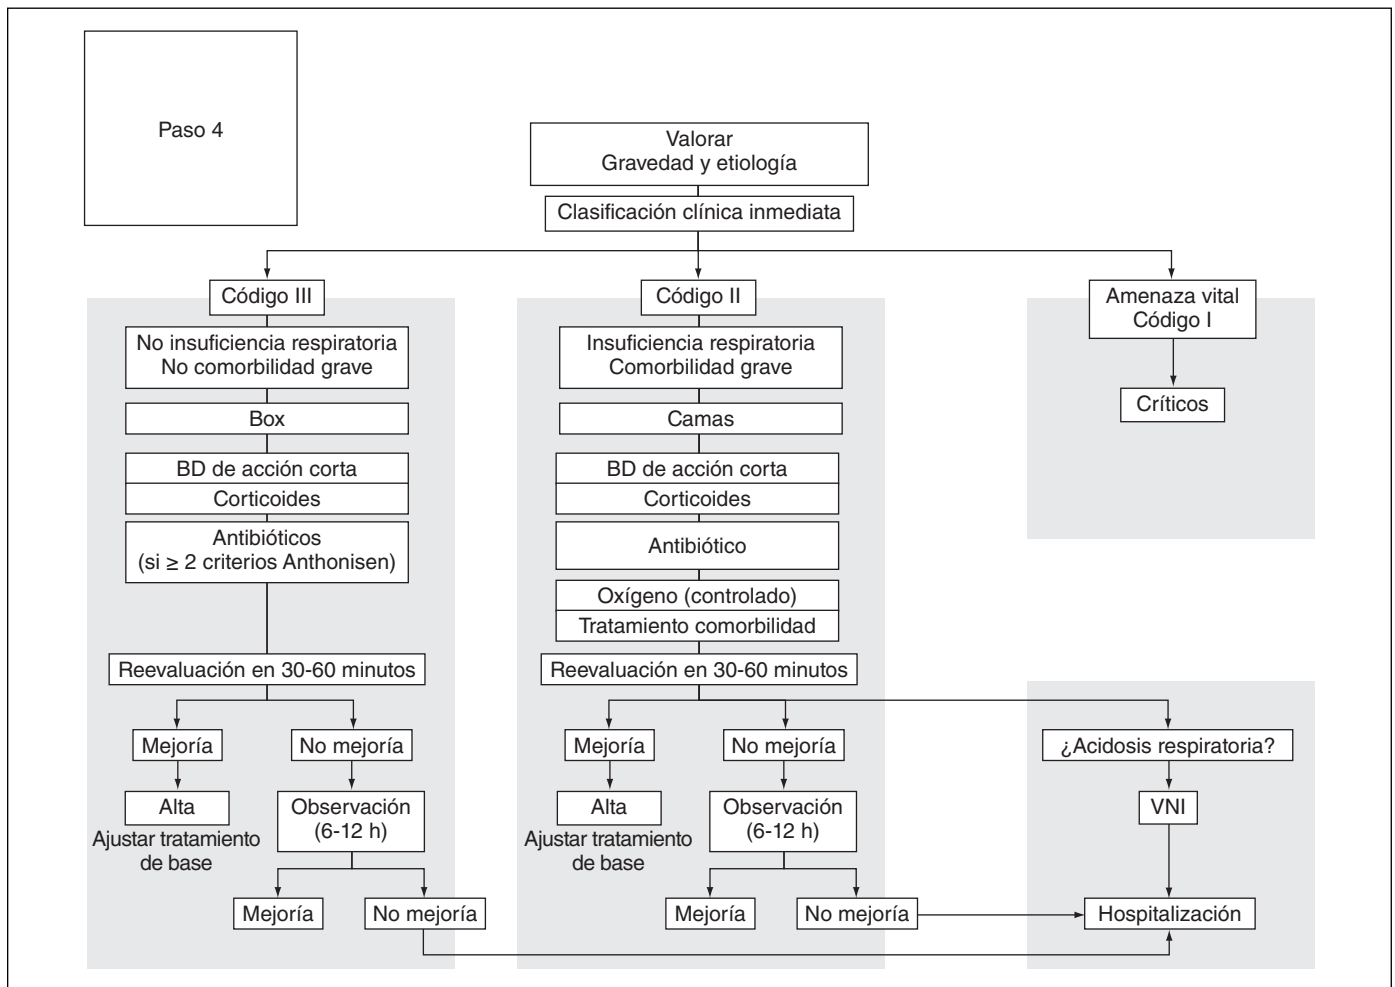 Paso 4
Valorar
Gravedad y etiología
Clasificación clínica inmediata
Código III
No insuficiencia respiratoria
No comorbilidad grave
Box
BD de acción corta
Corticoides
Antibióticos
(si ≥ 2 criterios Anthonisen)
Reevaluación en 30-60 minutos
Mejoría
No mejoría
Alta
Ajustar tratamiento
de base
Observación
(6-12 h)
Mejoría
No mejoría
Código II
Insuficiencia respiratoria
Comorbilidad grave
Camas
BD de acción corta
Corticoides
Antibiótico
Oxígeno (controlado)
Tratamiento comorbilidad
Reevaluación en 30-60 minutos
Mejoría
No mejoría
Alta
Ajustar tratamiento
de base
Observación
(6-12 h)
Mejoría
No mejoría
Amenaza vital
Código I
Críticos
¿Acidosis respiratoria?
VNI
Hospitalización